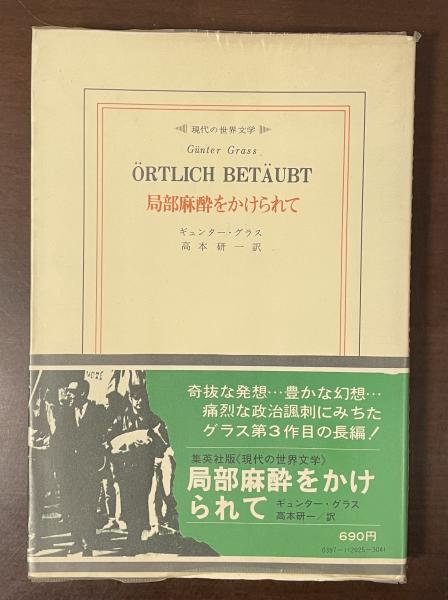 現代の世界文学
Günter Grass
ÖRTLICH BETÄUBT
局部麻酔をかけられて
ギュンター・グラス
高本研一訳
奇抜な発想…豊かな幻想…
痛烈な政治諷刺にみちた
グラス第3作目の長編!
集英社版《現代の世界文学》
局部麻酔をかけ
られて
ギュンター・グラス
高本研一/訳
690円
0397-112025-3041